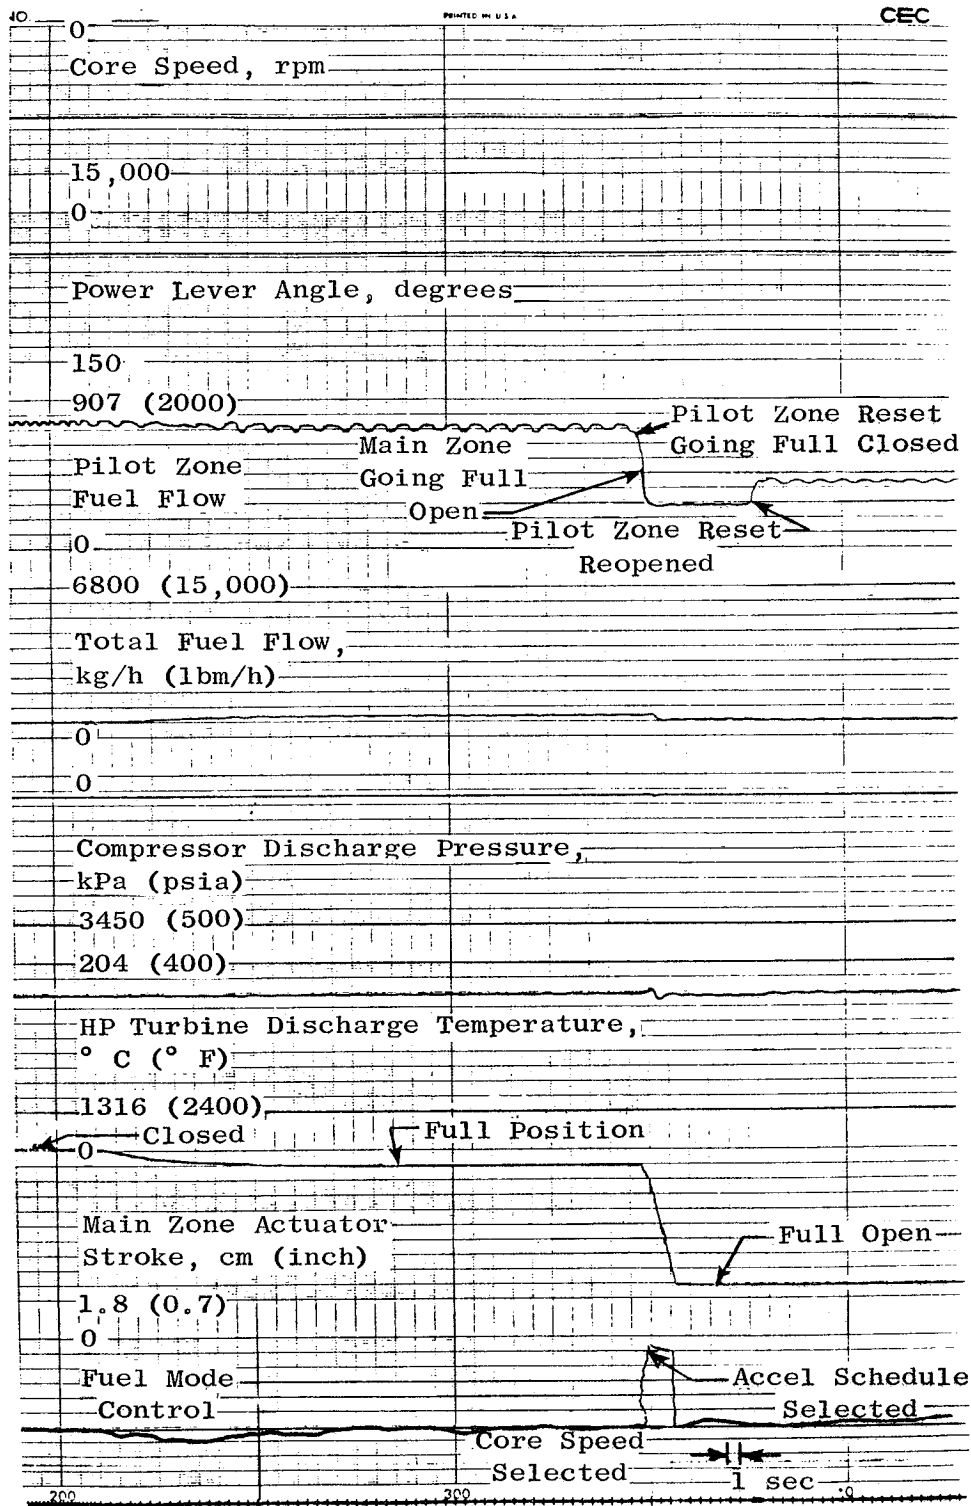 PRINTED IN U S A
CEC
0
Core Speed, rpm
15,000
0
Power Lever Angle, degrees
150
907 (2000)
Pilot Zone Reset
Going Full Closed
Main Zone
Going Full
Open
Pilot Zone
Fuel Flow
Pilot Zone Reset
Reopened
0
6800 (15,000)
Total Fuel Flow,
kg/h (lbm/h)
0
0
Compressor Discharge Pressure,
kPa (psia)
3450 (500)
204 (400)
HP Turbine Discharge Temperature,
° C (° F)
1316 (2400)
Closed
Full Position
0
Main Zone Actuator
Stroke, cm (inch)
Full Open
1.8 (0.7)
0
Fuel Mode
Control
Accel Schedule
Selected
Core Speed
Selected
1 sec
200
300